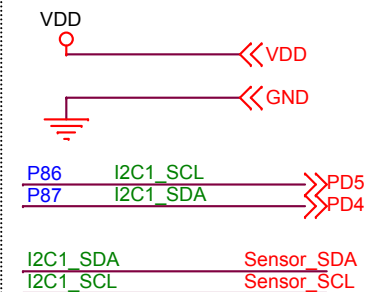 VDD
VDD
GND
P86 I2C1_SCL PD5
P87 I2C1_SDA PD4
I2C1_SDA Sensor_SDA
I2C1_SCL Sensor_SCL